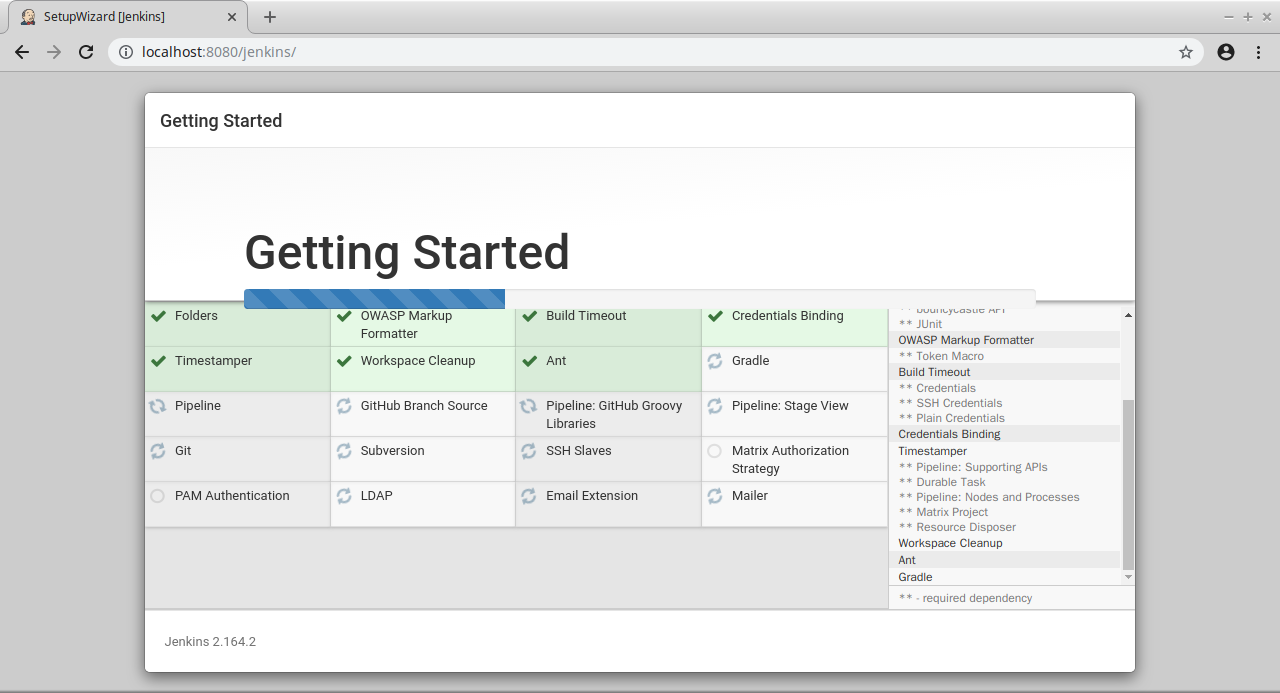 SetupWizard [Jenkins]
localhost:8080/jenkins/
Getting Started
Getting Started
Folders
OWASP Markup
Formatter
Build Timeout
Credentials Binding
Timestamper
Workspace Cleanup
Ant
Gradle
Pipeline
GitHub Branch Source
Pipeline: GitHub Groovy
Libraries
Pipeline: Stage View
Git
Subversion
SSH Slaves
Matrix Authorization
Strategy
PAM Authentication
LDAP
Email Extension
Mailer
** bouncycastle API
** JUnit
OWASP Markup Formatter
** Token Macro
Build Timeout
** Credentials
** SSH Credentials
** Plain Credentials
Credentials Binding
Timestamper
** Pipeline: Supporting APIs
** Durable Task
** Pipeline: Nodes and Processes
** Matrix Project
** Resource Disposer
Workspace Cleanup
Ant
Gradle
** - required dependency
Jenkins 2.164.2